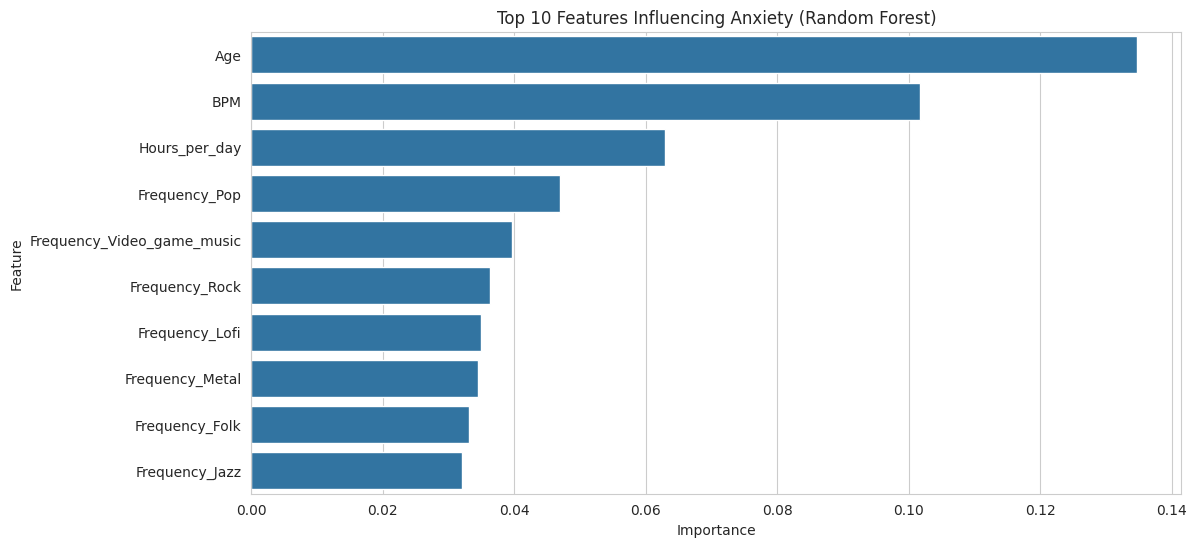 Top 10 Features Influencing Anxiety (Random Forest)
Feature
Age
BPM
Hours_per_day
Frequency_Pop
Frequency_Video_game_music
Frequency_Rock
Frequency_Lofi
Frequency_Metal
Frequency_Folk
Frequency_Jazz
0.00 0.02 0.04 0.06 0.08 0.10 0.12 0.14
Importance